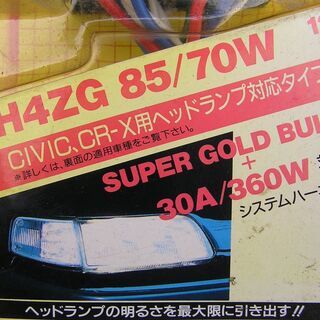 H4ZG 85/70W
CIVIC、CR-X用ヘッドランプ対応タイプ
※詳しくは、裏面の適用車種をご覧下さい。
SUPER GOLD BUL
+
30A/360W
システムハー
ヘッドランプの明るさを最大限に引き出す!